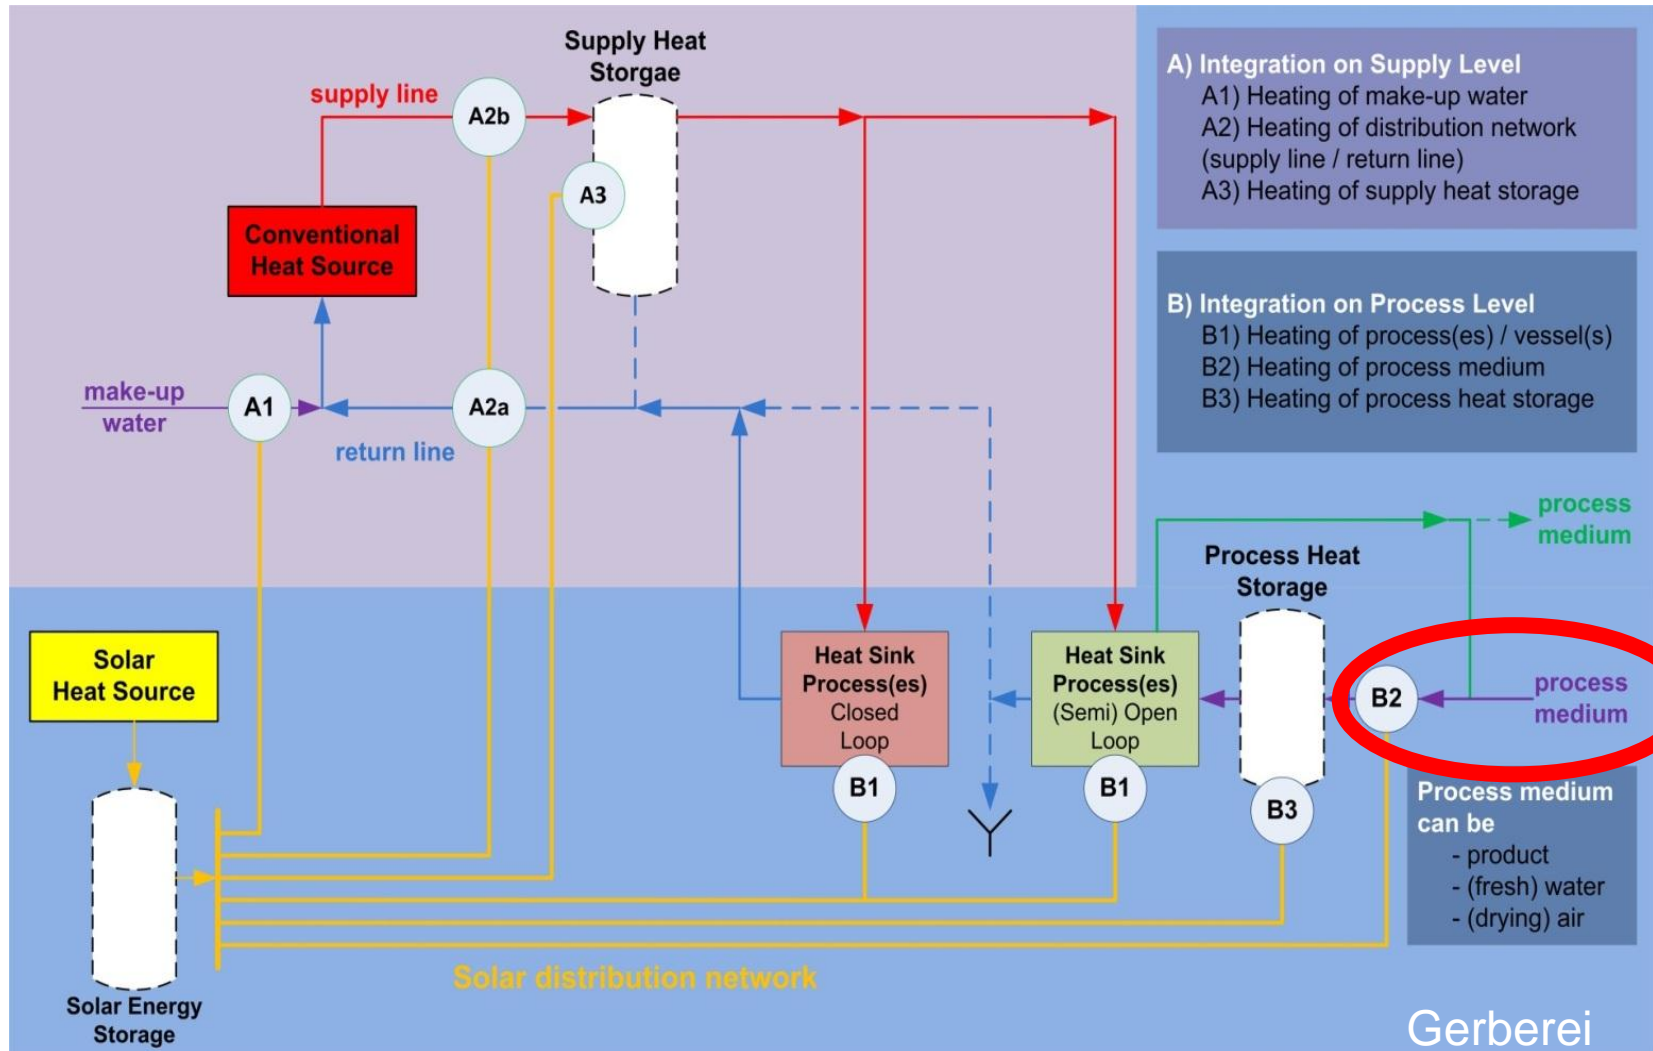 Supply Heat
Storgae
supply line
A2b
A3
Conventional
Heat Source
make-up
water
A1
A2a
return line
A) Integration on Supply Level
A1) Heating of make-up water
A2) Heating of distribution network
(supply line / return line)
A3) Heating of supply heat storage
B) Integration on Process Level
B1) Heating of process(es) / vessel(s)
B2) Heating of process medium
B3) Heating of process heat storage
process
medium
Process Heat
Storage
Solar
Heat Source
Heat Sink
Process(es)
Closed
Loop
B1
Heat Sink
Process(es)
(Semi) Open
Loop
B1
B3
B2
process
medium
Process medium
can be
- product
- (fresh) water
- (drying) air
Solar distribution network
Solar Energy
Storage
Gerberei